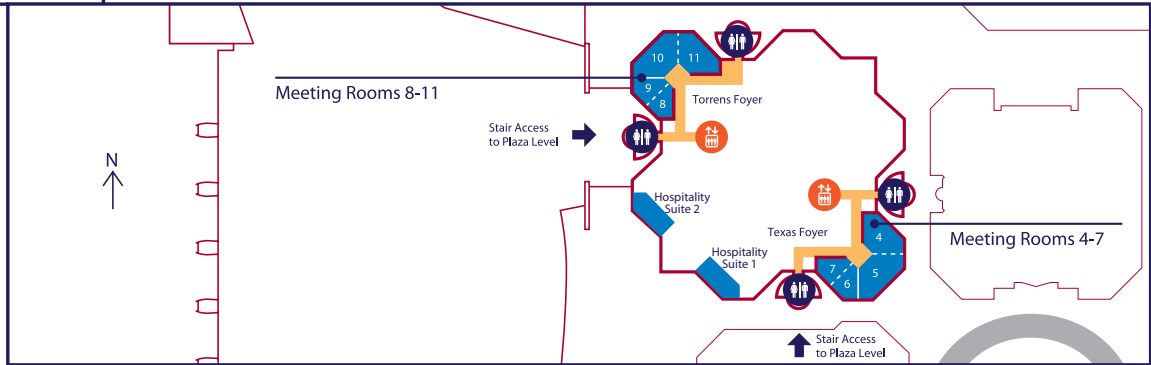 10
11
9
8
Meeting Rooms 8-11
Torrens Foyer
Stair Access
to Plaza Level
N
Hospitality
Suite 2
Texas Foyer
4
Meeting Rooms 4-7
Hospitality
Suite 1
7
6
5
Stair Access
to Plaza Level